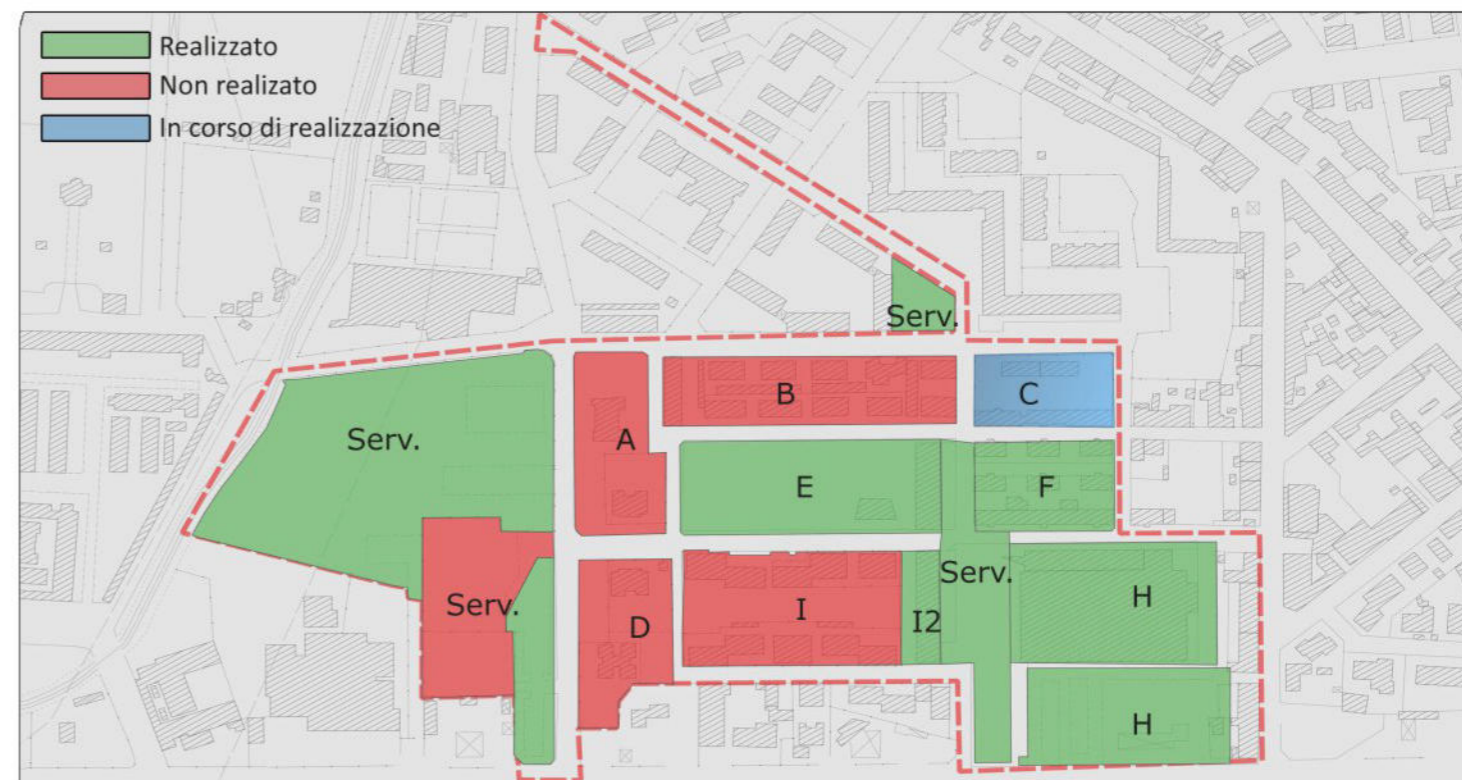 Realizzato
Non realizato
In corso di realizzazione
Serv.
B
C
A
Serv.
E
F
Serv.
Serv.
D
I
I2
H
H